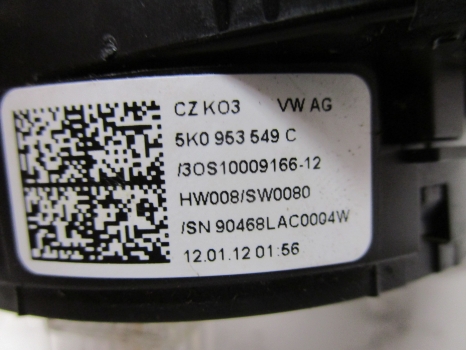 CZ KO3 VW AG
5K0 953 549 C
/3OS10009166-12
HW008/SW0080
/SN 90468LAC0004W
12.01.12 01:56